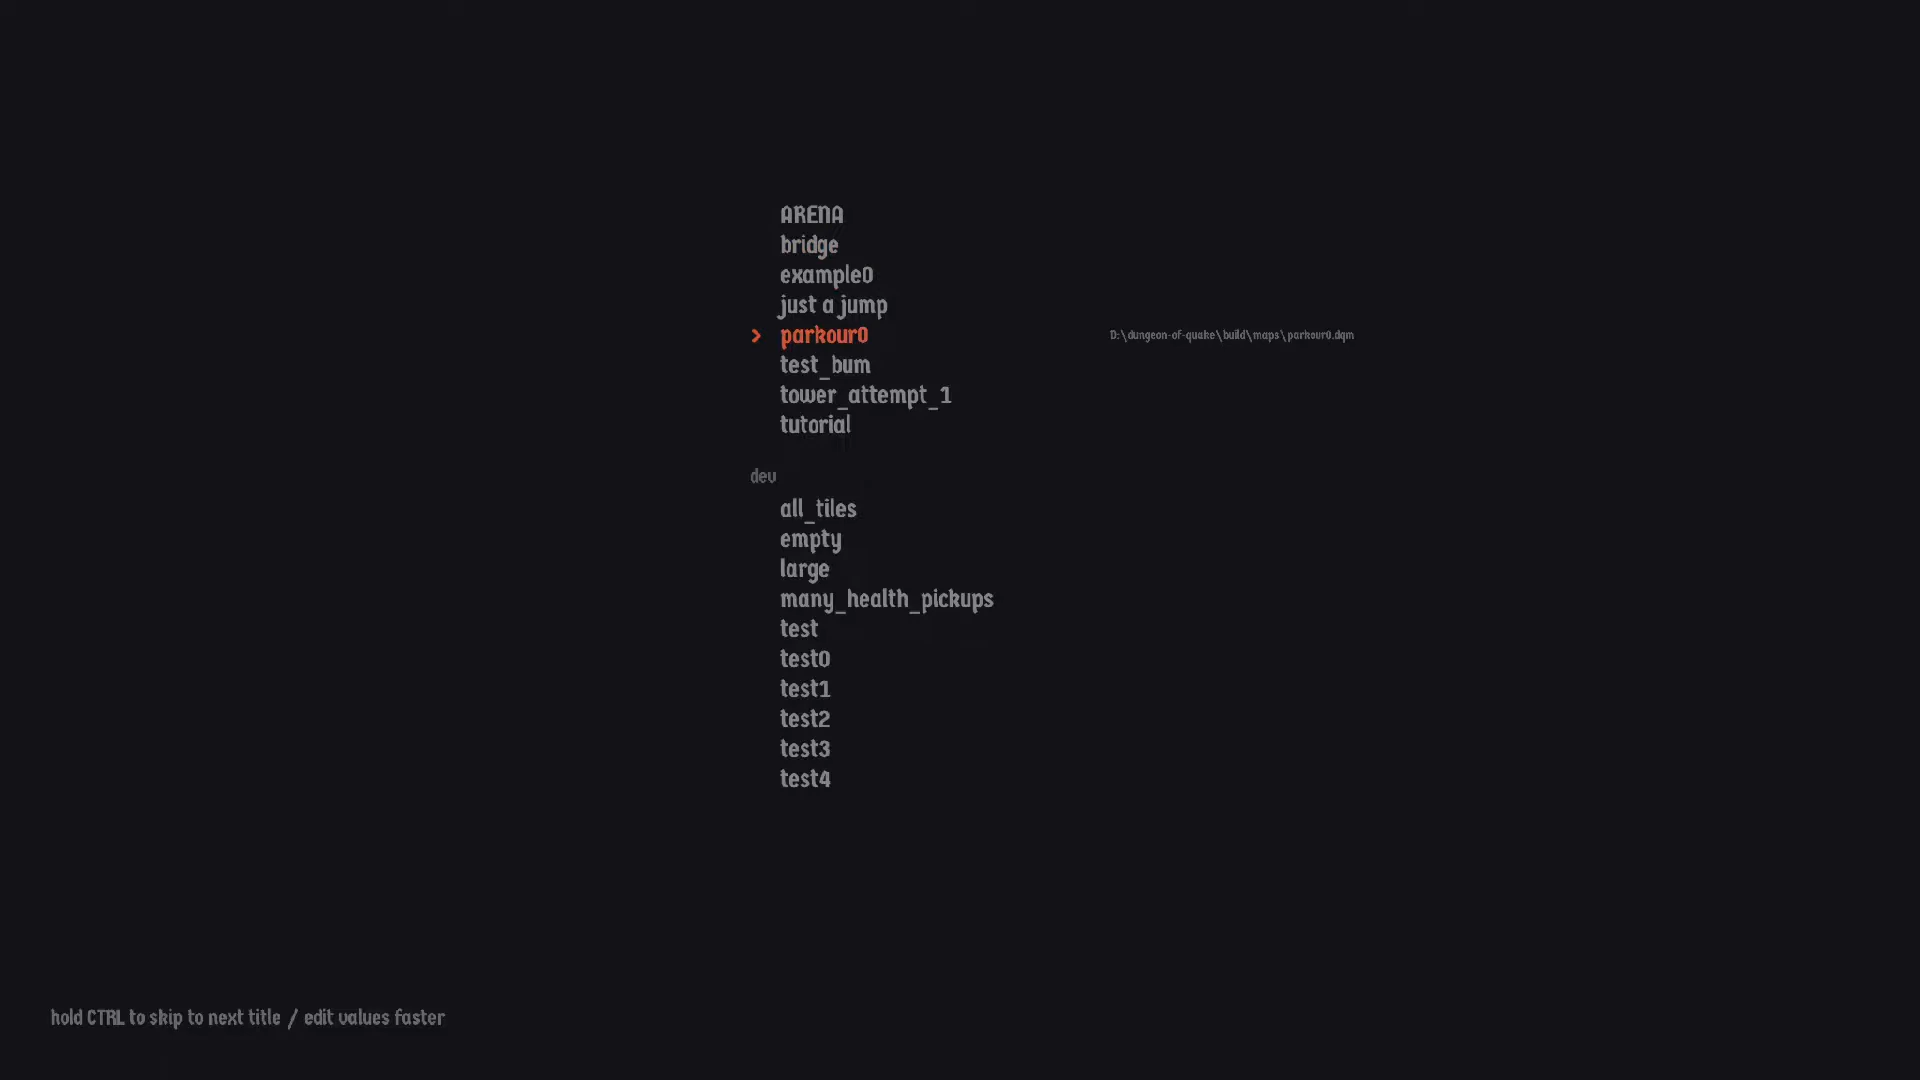 ARENA
bridge
example0
just a jump
> parkour0 D:\dungeon-of-quake\build\maps\parkour0.dqm
test_bum
tower_attempt_1
tutorial
dev
all_tiles
empty
large
many_health_pickups
test
test0
test1
test2
test3
test4
hold CTRL to skip to next title / edit values faster